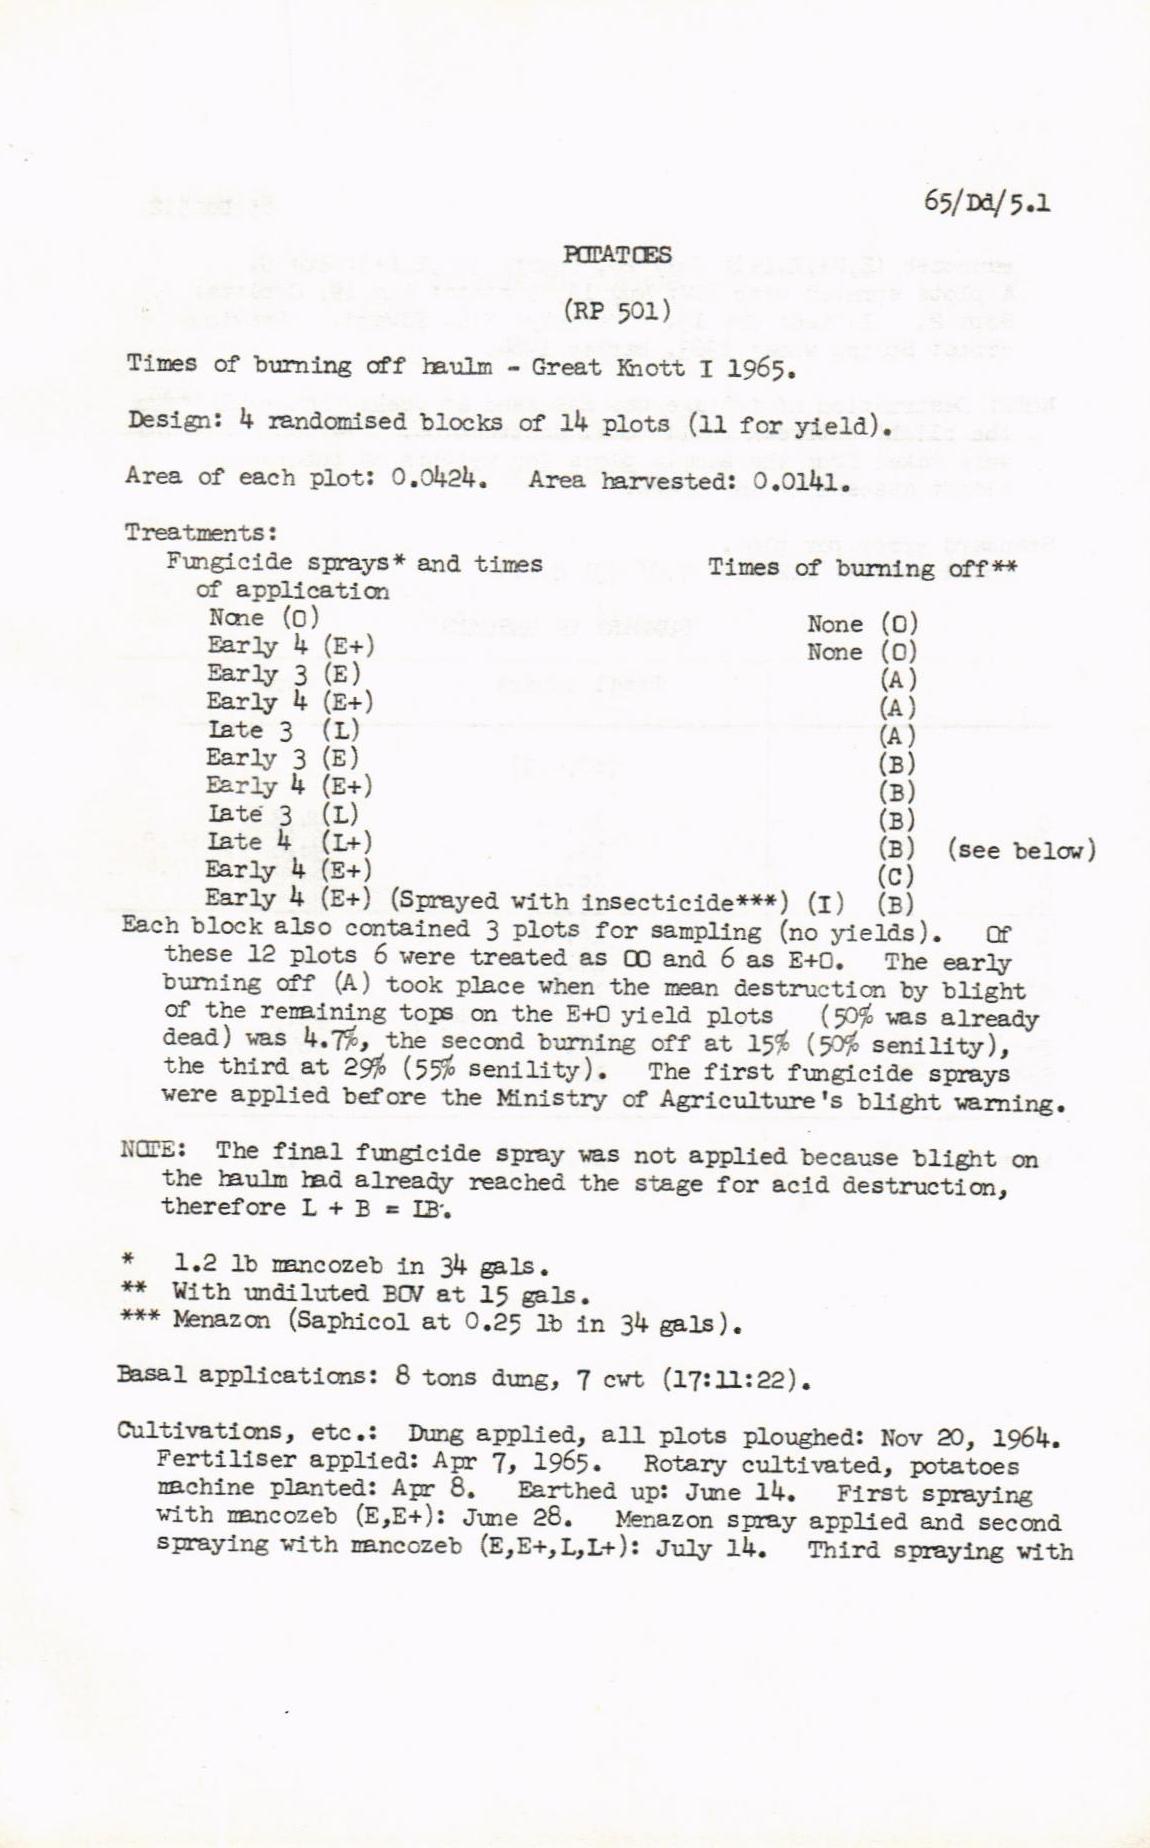 65/Dd/5.1
POTATOES
(RP 501)
Times of burning off haulm - Great Knott I 1965.
Design: 4 randomised blocks of 14 plots (11 for yield).
Area of each plot: 0.0424. Area harvested: 0.0141.
Treatments:
Fungicide sprays* and times of application Times of burning off**
None (O) None (O)
Early 4 (E+) None (O)
Early 3 (E) (A)
Early 4 (E+) (A)
Late 3 (L) (A)
Early 3 (E) (B)
Early 4 (E+) (B)
Late 3 (L) (B)
Late 4 (L+) (B) (see below)
Early 4 (E+) (C)
Early 4 (E+) (Sprayed with insecticide***) (I) (B)
Each block also contained 3 plots for sampling (no yields). Of
these 12 plots 6 were treated as OO and 6 as E+O. The early
burning off (A) took place when the mean destruction by blight
of the remaining tops on the E+O yield plots (50% was already
dead) was 4.7%, the second burning off at 15% (50% senility),
the third at 29% (55% senility). The first fungicide sprays
were applied before the Ministry of Agriculture's blight warning.
NOTE: The final fungicide spray was not applied because blight on
the haulm had already reached the stage for acid destruction,
therefore L + B = LB.
* 1.2 lb mancozeb in 34 gals.
** With undiluted BOV at 15 gals.
*** Menazon (Saphicol at 0.25 lb in 34 gals).
Basal applications: 8 tons dung, 7 cwt (17:11:22).
Cultivations, etc.: Dung applied, all plots ploughed: Nov 20, 1964.
Fertiliser applied: Apr 7, 1965. Rotary cultivated, potatoes
machine planted: Apr 8. Earthed up: June 14. First spraying
with mancozeb (E,E+): June 28. Menazon spray applied and second
spraying with mancozeb (E,E+,L,L+): July 14. Third spraying with